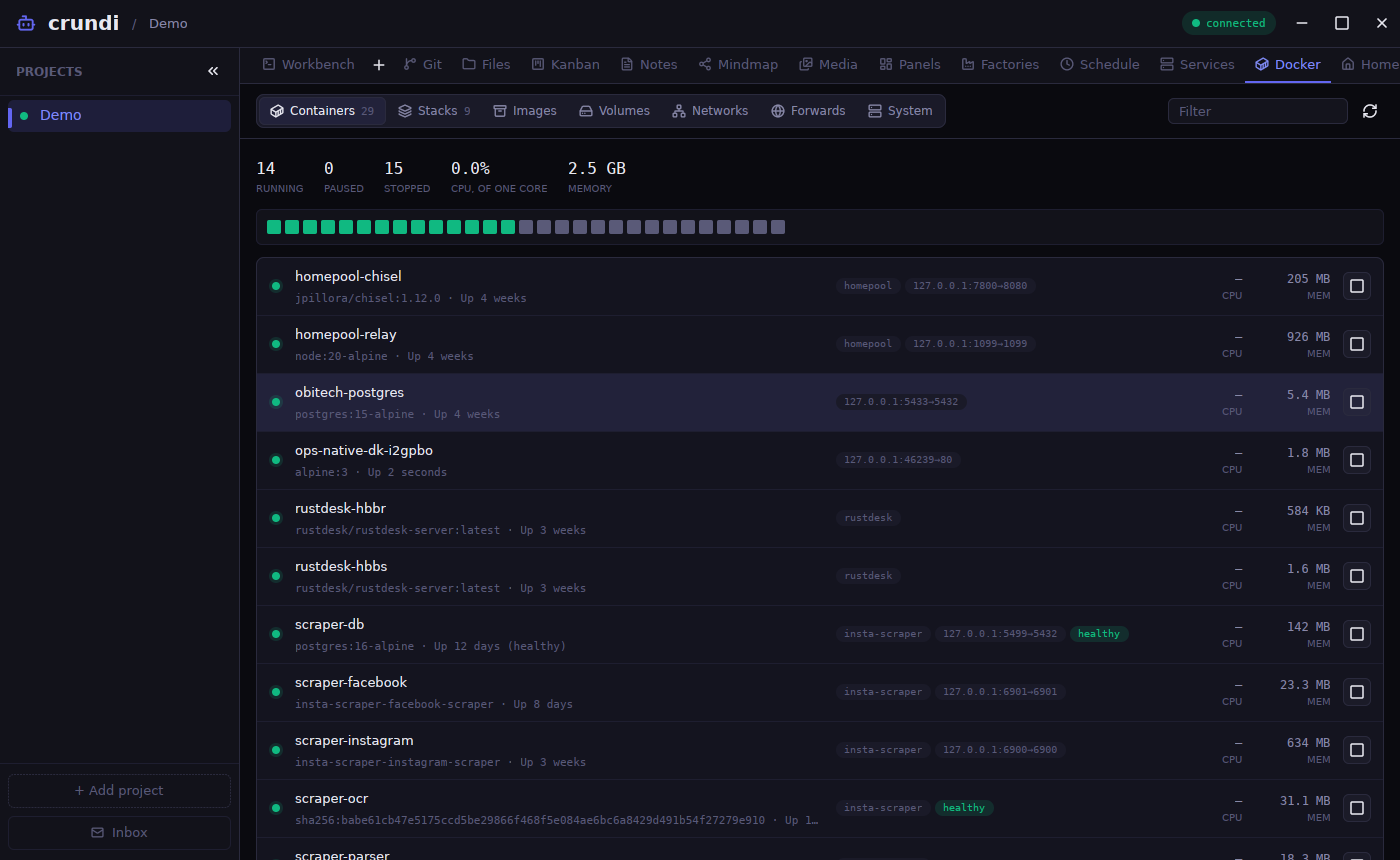 crundi / Demo
connected
PROJECTS
Demo
+ Add project
Inbox
Workbench + Git Files Kanban Notes Mindmap Media Panels Factories Schedule Services Docker Home
Containers 29 Stacks 9 Images Volumes Networks Forwards System
Filter
14 0 15 0.0% 2.5 GB
RUNNING PAUSED STOPPED CPU, OF ONE CORE MEMORY
homepool-chisel
jpillora/chisel:1.12.0 · Up 4 weeks
homepool 127.0.0.1:7800→8080
— 205 MB
CPU MEM
homepool-relay
node:20-alpine · Up 4 weeks
homepool 127.0.0.1:1099→1099
— 926 MB
CPU MEM
obitech-postgres
postgres:15-alpine · Up 4 weeks
127.0.0.1:5433→5432
— 5.4 MB
CPU MEM
ops-native-dk-i2gpbo
alpine:3 · Up 2 seconds
127.0.0.1:46239→80
— 1.8 MB
CPU MEM
rustdesk-hbbr
rustdesk/rustdesk-server:latest · Up 3 weeks
rustdesk
— 584 KB
CPU MEM
rustdesk-hbbs
rustdesk/rustdesk-server:latest · Up 3 weeks
rustdesk
— 1.6 MB
CPU MEM
scraper-db
postgres:16-alpine · Up 12 days (healthy)
insta-scraper 127.0.0.1:5499→5432 healthy
— 142 MB
CPU MEM
scraper-facebook
insta-scraper-facebook-scraper · Up 8 days
insta-scraper 127.0.0.1:6901→6901
— 23.3 MB
CPU MEM
scraper-instagram
insta-scraper-instagram-scraper · Up 3 weeks
insta-scraper 127.0.0.1:6900→6900
— 634 MB
CPU MEM
scraper-ocr
sha256:babe61cb47e5175ccd5be29866f468f5e084ae6bc6a8429d491b54f27279e910 · Up 1…
insta-scraper healthy
— 31.1 MB
CPU MEM
scraper-parser
— 18.3 MB